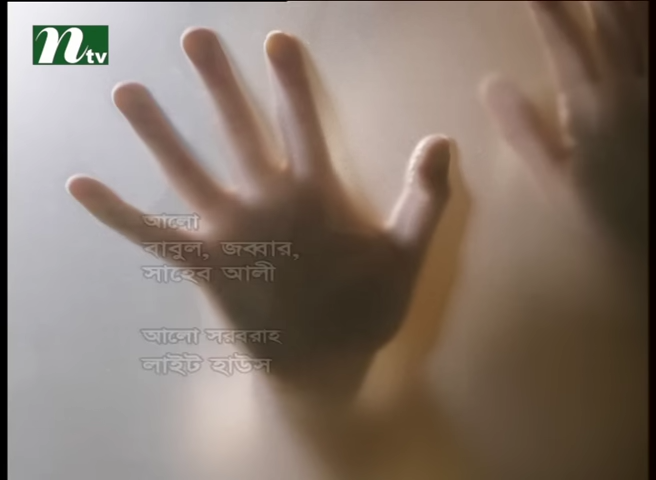 ntv
আলো
বাবুল, জব্বার,
সাহেব আলী
আলো সরবরাহ
লাইট হাউস